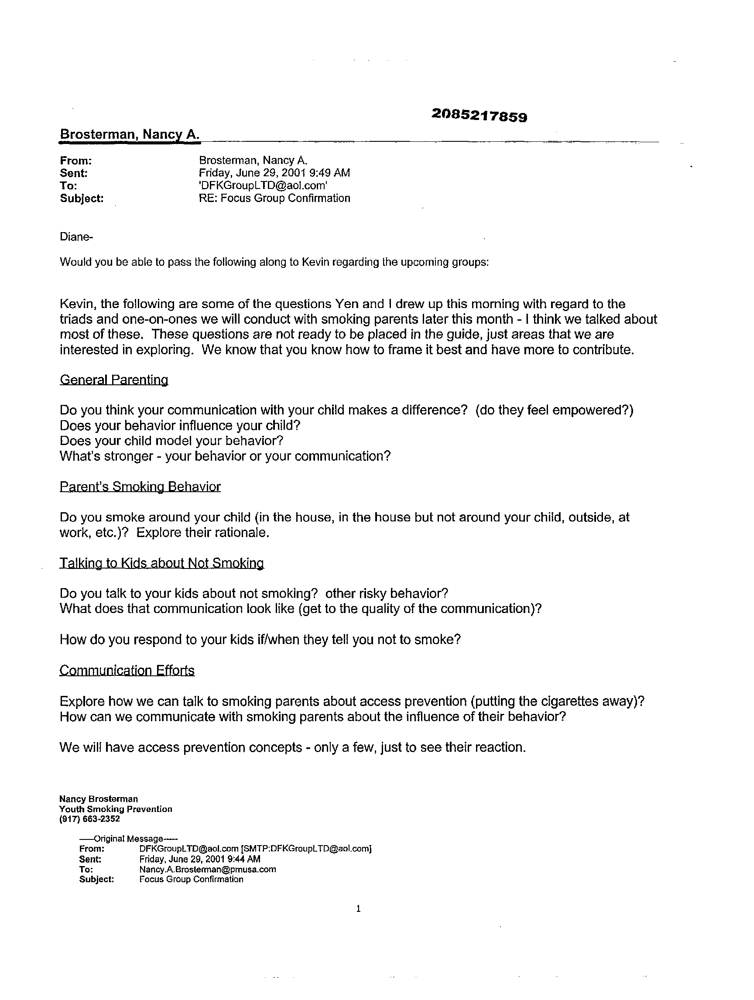 2085217859
Brosterman, Nancy A.
From: Brosterman, Nancy A.
Sent: Friday, June 29, 2001 9:49 AM
To: 'DFKGroupLTD@aol.com'
Subject: RE: Focus Group Confirmation
Diane-
Would you be able to pass the following along to Kevin regarding the upcoming groups:
Kevin, the following are some of the questions Yen and I drew up this morning with regard to the
triads and one-on-ones we will conduct with smoking parents later this month - I think we talked about
most of these. These questions are not ready to be placed in the guide, just areas that we are
interested in exploring. We know that you know how to frame it best and have more to contribute.
General Parenting
Do you think your communication with your child makes a difference? (do they feel empowered?)
Does your behavior influence your child?
Does your child model your behavior?
What's stronger - your behavior or your communication?
Parent's Smoking Behavior
Do you smoke around your child (in the house, in the house but not around your child, outside, at
work, etc.)? Explore their rationale.
Talking to Kids about Not Smoking
Do you talk to your kids about not smoking? other risky behavior?
What does that communication look like (get to the quality of the communication)?
How do you respond to your kids if/when they tell you not to smoke?
Communication Efforts
Explore how we can talk to smoking parents about access prevention (putting the cigarettes away)?
How can we communicate with smoking parents about the influence of their behavior?
We will have access prevention concepts - only a few, just to see their reaction.
Nancy Brosterman
Youth Smoking Prevention
(917) 663-2352
-----Original Message-----
From: DFKGroupLTD@aol.com [SMTP:DFKGroupLTD@aol.com]
Sent: Friday, June 29, 2001 9:44 AM
To: Nancy.A.Brosterman@pmusa.com
Subject: Focus Group Confirmation
1